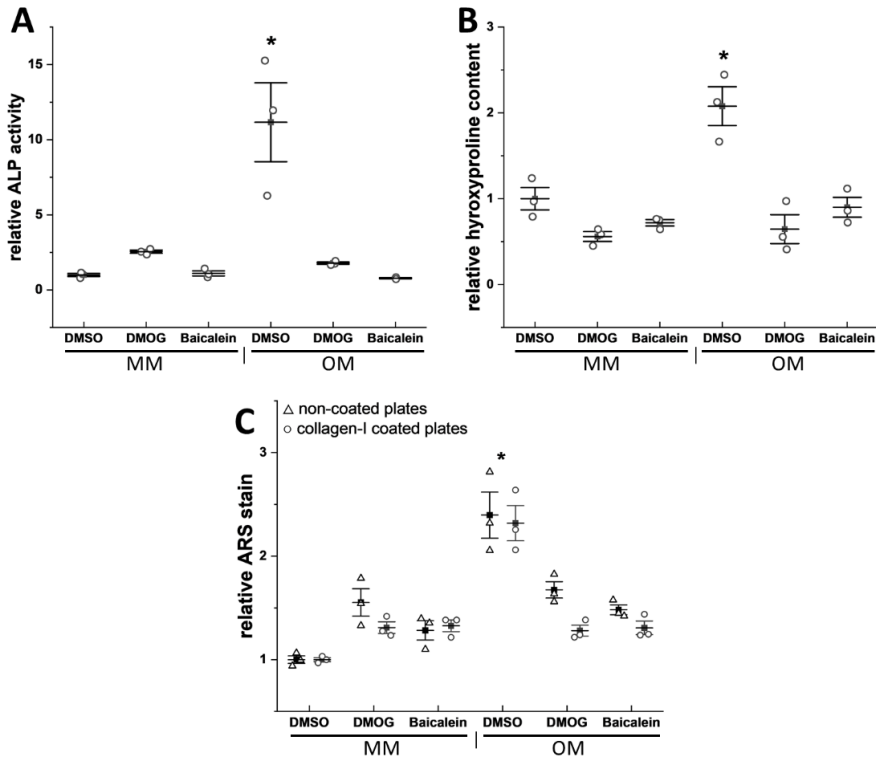 A
relative ALP activity
15
10
5
0
*
DMSO DMOG Baicalein DMSO DMOG Baicalein
MM OM
B
relative hyroxyproline content
3
2
1
0
*
DMSO DMOG Baicalein DMSO DMOG Baicalein
MM OM
C
non-coated plates
collagen-I coated plates
relative ARS stain
3
2
1
*
DMSO DMOG Baicalein DMSO DMOG Baicalein
MM OM